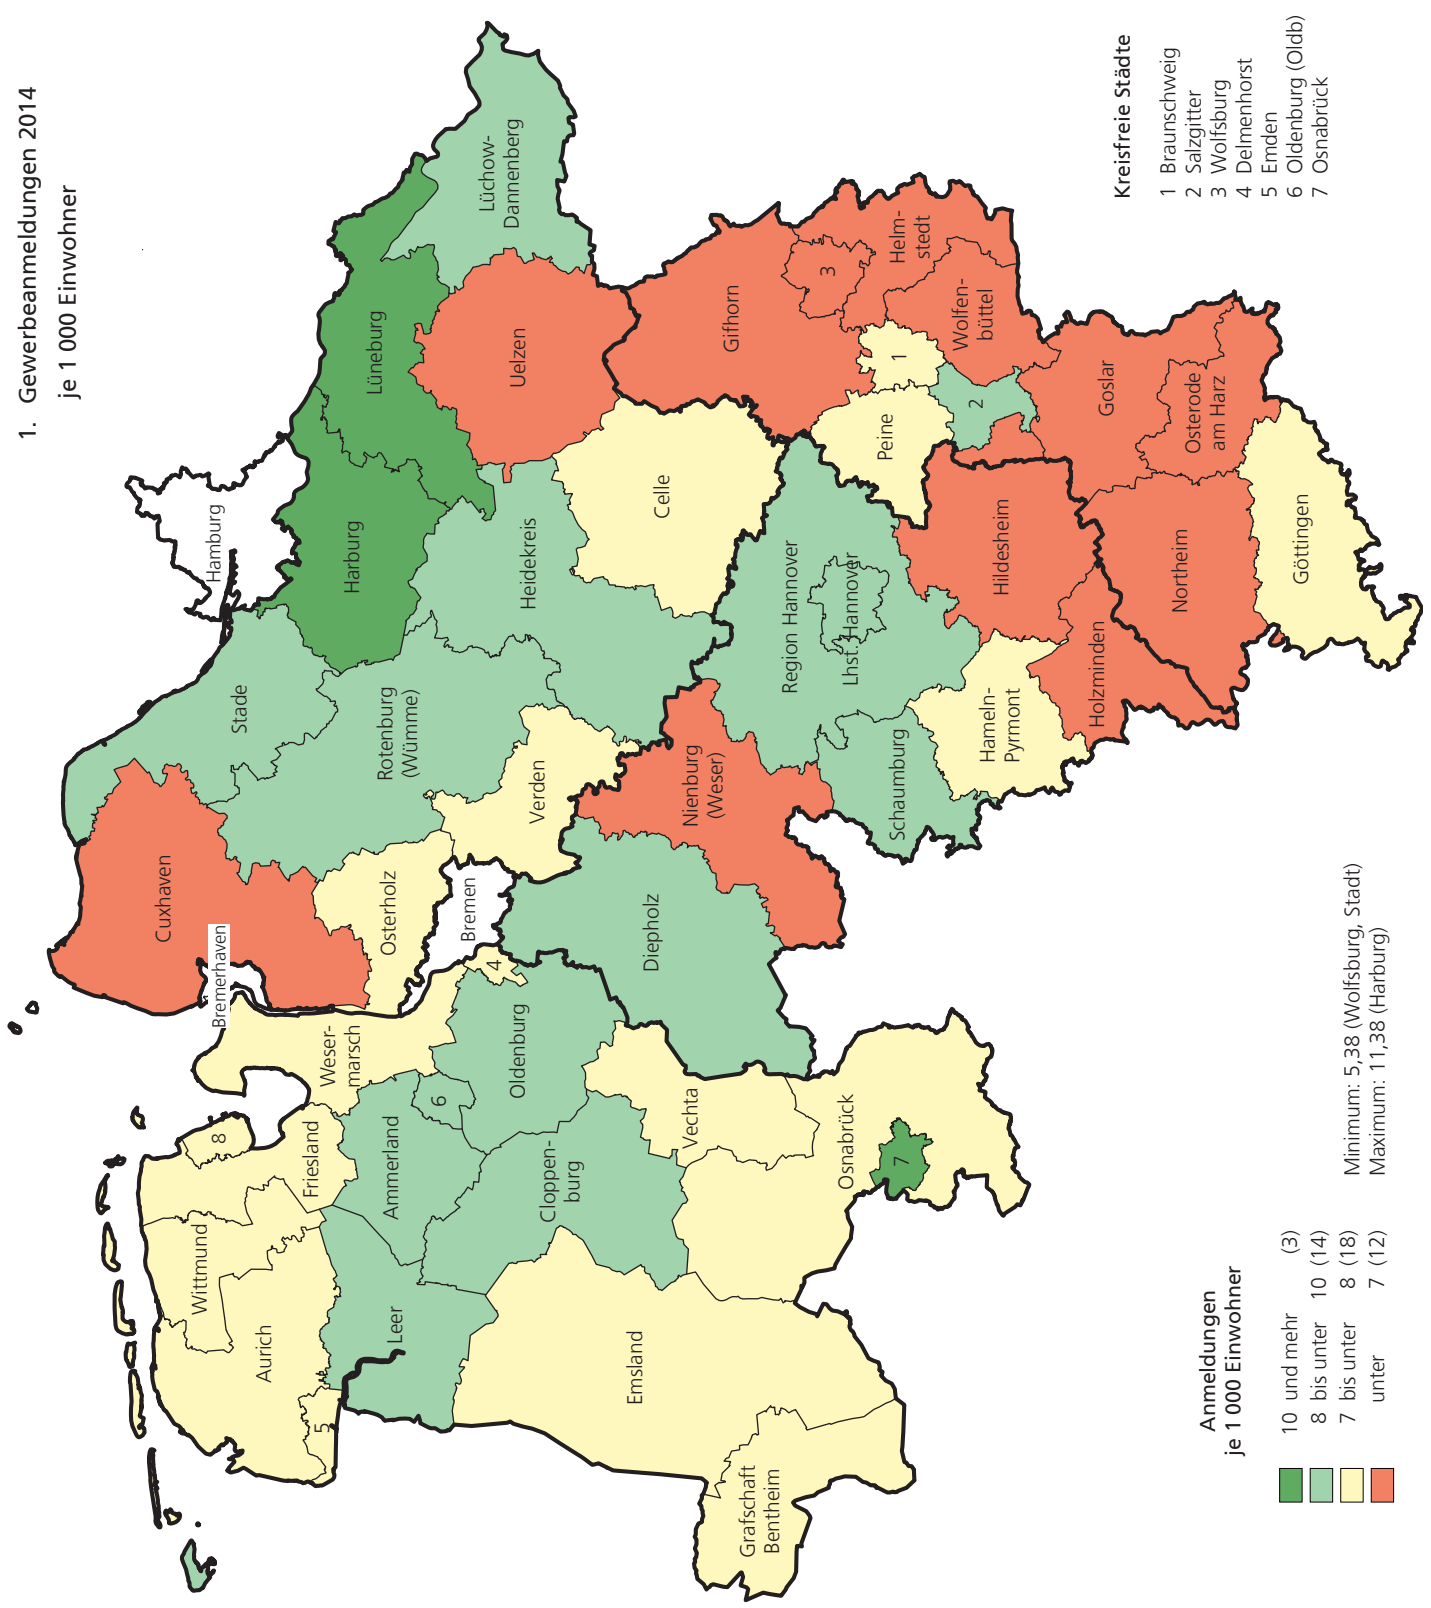 1. Gewerbeanmeldungen 2014
je 1 000 Einwohner
Hamburg
Stade
Harburg
Lüneburg
Lüchow-
Dannenberg
Uelzen
Heidekreis
Celle
Rotenburg
(Wümme)
Verden
Cuxhaven
Bremerhaven
Osterholz
Bremen
Weser-
marsch
4
Oldenburg
6
Ammerland
Friesland
8
Wittmund
Aurich
5
Leer
Cloppen-
burg
Vechta
Diepholz
Nienburg
(Weser)
Osnabrück
7
Emsland
Grafschaft
Bentheim
Region Hannover
Lhst. Hannover
Schaumburg
Hameln-
Pyrmont
Hildesheim
Holzminden
Northeim
Göttingen
Peine
Gifhorn
3
Helm-
stedt
1
Wolfen-
büttel
2
Goslar
Osterode
am Harz
Kreisfreie Städte
1 Braunschweig
2 Salzgitter
3 Wolfsburg
4 Delmenhorst
5 Emden
6 Oldenburg (Oldb)
7 Osnabrück
Anmeldungen
je 1 000 Einwohner
10 und mehr (3)
8 bis unter 10 (14)
7 bis unter 8 (18)
unter 7 (12)
Minimum: 5,38 (Wolfsburg, Stadt)
Maximum: 11,38 (Harburg)